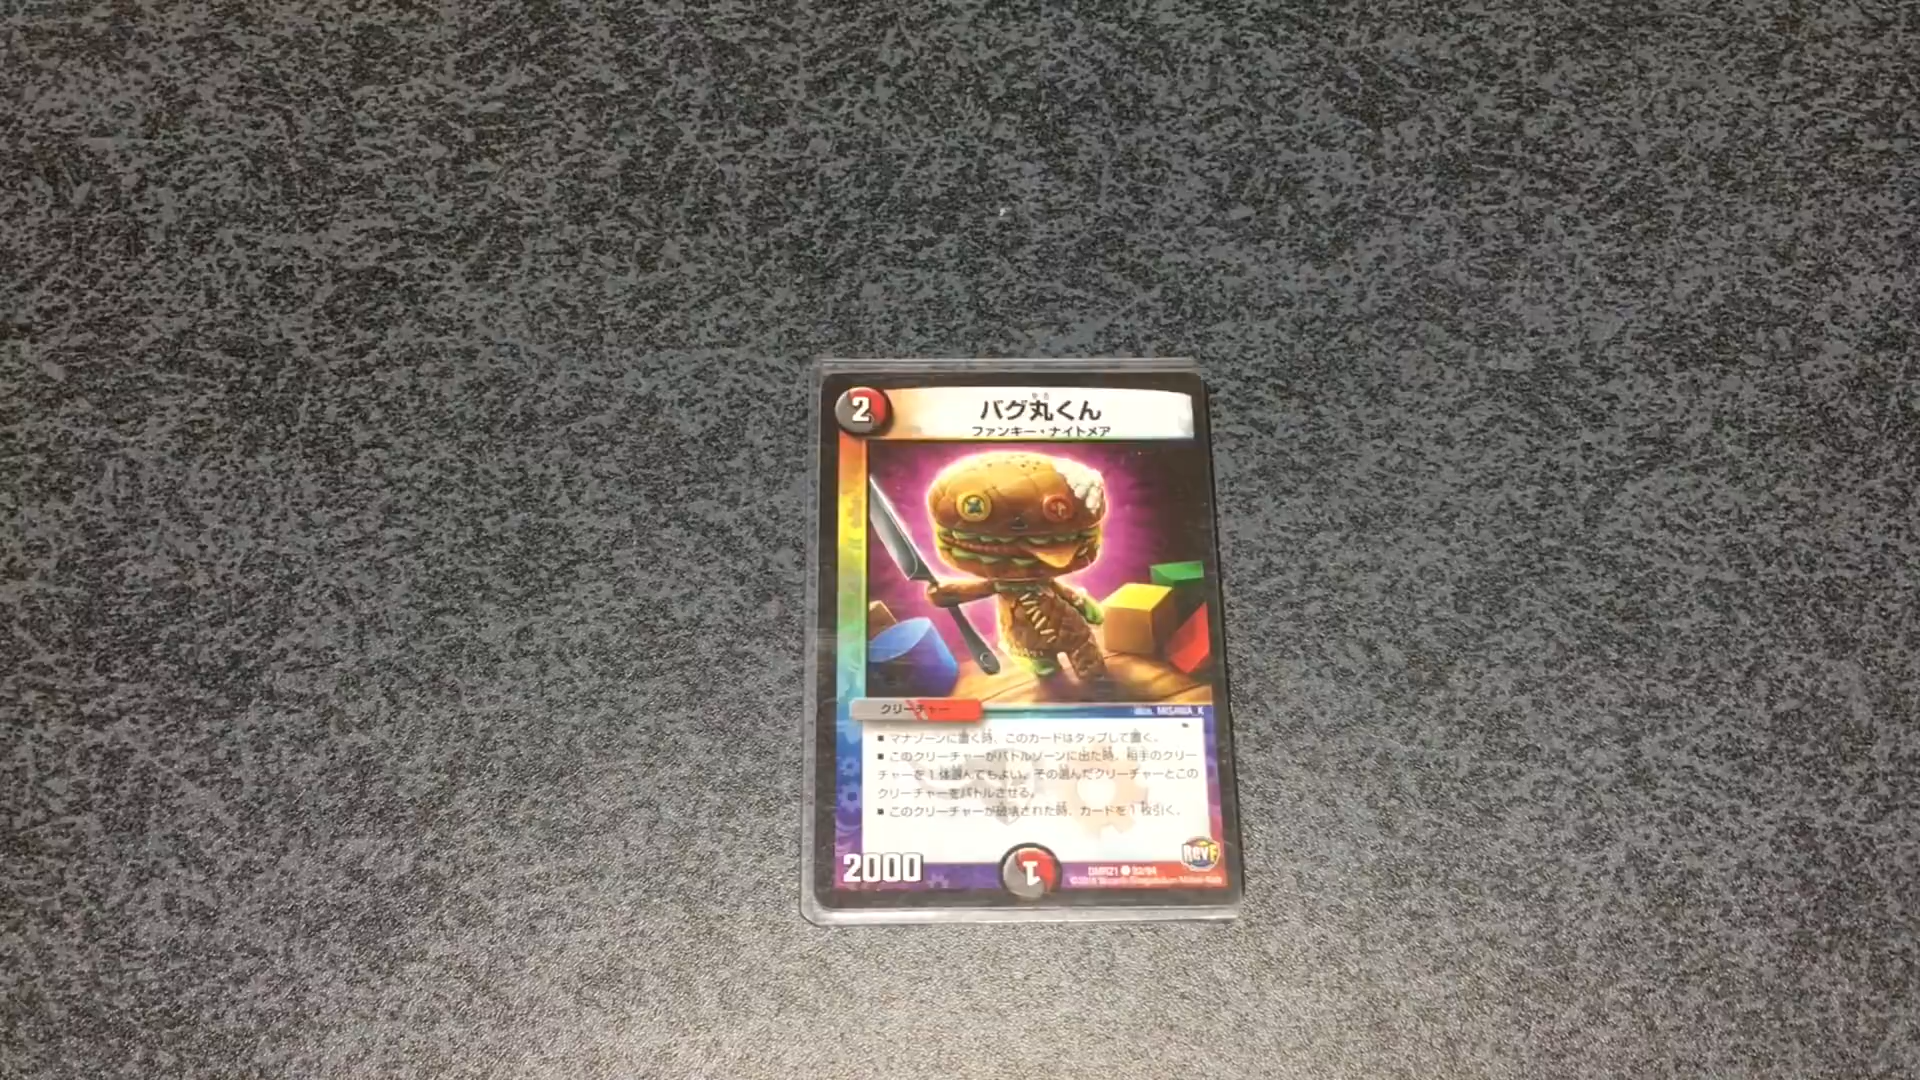 2
バグ丸くん
ファンキー・ナイトメア
クリーチャー
illus. MISAWA. K
■ マナゾーンに置く時、このカードはタップして置く。
■ このクリーチャーがバトルゾーンに出た時、相手のクリー
チャーを1体選んでもよい。その選んだクリーチャーとこの
クリーチャーをバトルさせる。
■ このクリーチャーが破壊された時、カードを1枚引く。
2000
1
RevF
DMR21